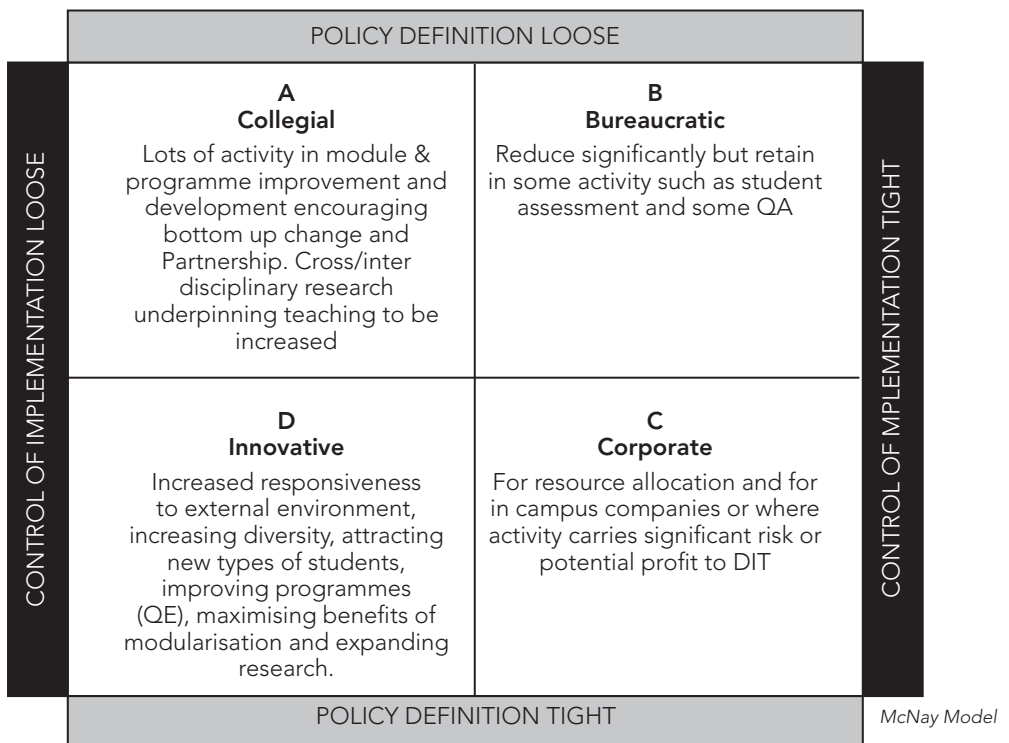 POLICY DEFINITION LOOSE
CONTROL OF IMPLEMENTATION LOOSE
A
Collegial
Lots of activity in module &
programme improvement and
development encouraging
bottom up change and
Partnership. Cross/inter
disciplinary research
underpinning teaching to be
increased
B
Bureaucratic
Reduce significantly but retain
in some activity such as student
assessment and some QA
CONTROL OF MPLEMENTATION TIGHT
D
Innovative
Increased responsiveness
to external environment,
increasing diversity, attracting
new types of students,
improving programmes
(QE), maximising benefits of
modularisation and expanding
research.
C
Corporate
For resource allocation and for
in campus companies or where
activity carries significant risk or
potential profit to DIT
POLICY DEFINITION TIGHT
McNay Model